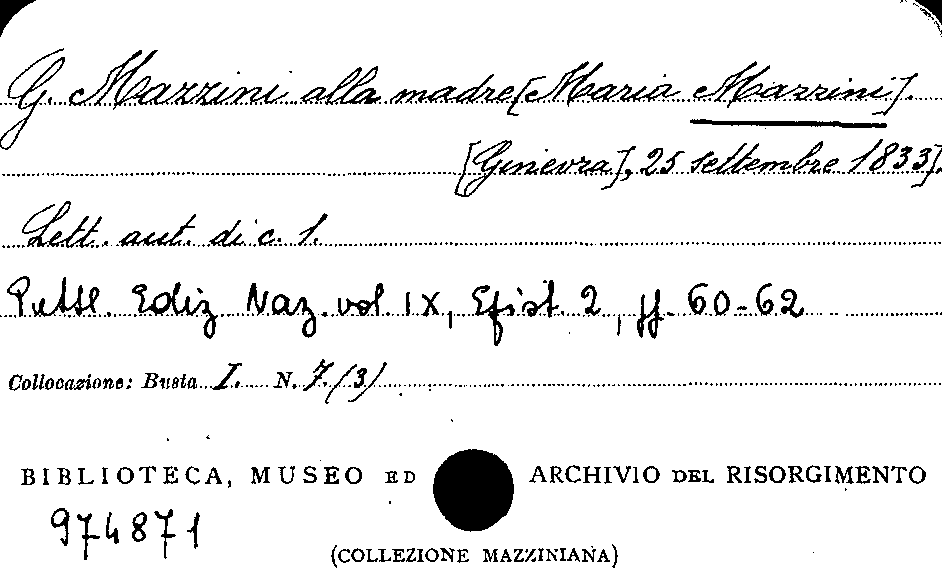 G. Mazzini alla madre [Maria Mazzini].
[Ginevra], 25 settembre 1833].
Lett. aut. di c. 1.
Pubbl. Ediz. Naz. vol. IX, Epist. 2, pp. 60-62
Collocazione: Busta I. N. 7.(3)
BIBLIOTECA, MUSEO ED ARCHIVIO DEL RISORGIMENTO
974871
(COLLEZIONE MAZZINIANA)